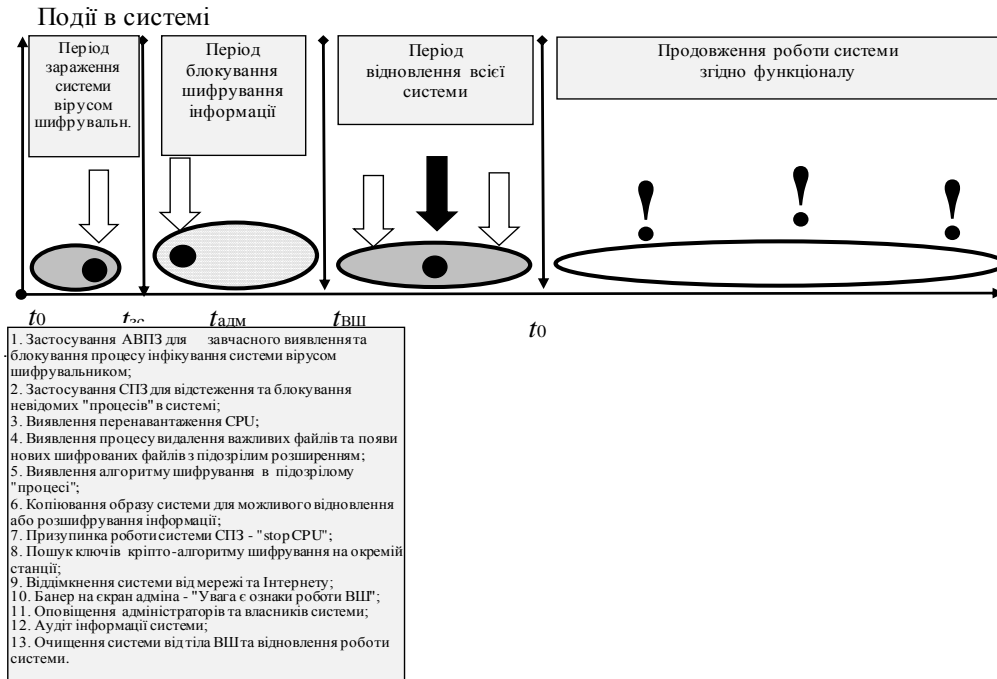 Події в системі
Період
зараження
системи
вірусом
шифрувальн.
Період
блокування
шифрування
інформації
Період
відновлення всієї
системи
Продовження роботи системи
згідно функціоналу
! ! !
t0 tзс tадм tВШ t0
1. Застосування АВПЗ для завчасного виявлення та
блокування процесу інфікування системи вірусом
шифрувальником;
2. Застосування СПЗ для відстеження та блокування
невідомих "процесів" в системі;
3. Виявлення перенавантаження CPU;
4. Виявлення процесу видалення важливих файлів та появи
нових шифрованих файлів з підозрілим розширенням;
5. Виявлення алгоритму шифрування в підозрілому
"процесі";
6. Копіювання образу системи для можливого відновлення
або розшифрування інформації;
7. Призупинка роботи системи СПЗ - "stop CPU";
8. Пошук ключів кріпто-алгоритму шифрування на окремій
станції;
9. Віддімкнення системи від мережі та Інтернету;
10. Банер на єкран адміна - "Увага є ознаки роботи ВШ";
11. Оповіщення адміністраторів та власників системи;
12. Аудіт інформації системи;
13. Очищення системи від тіла ВШ та відновлення роботи
системи.